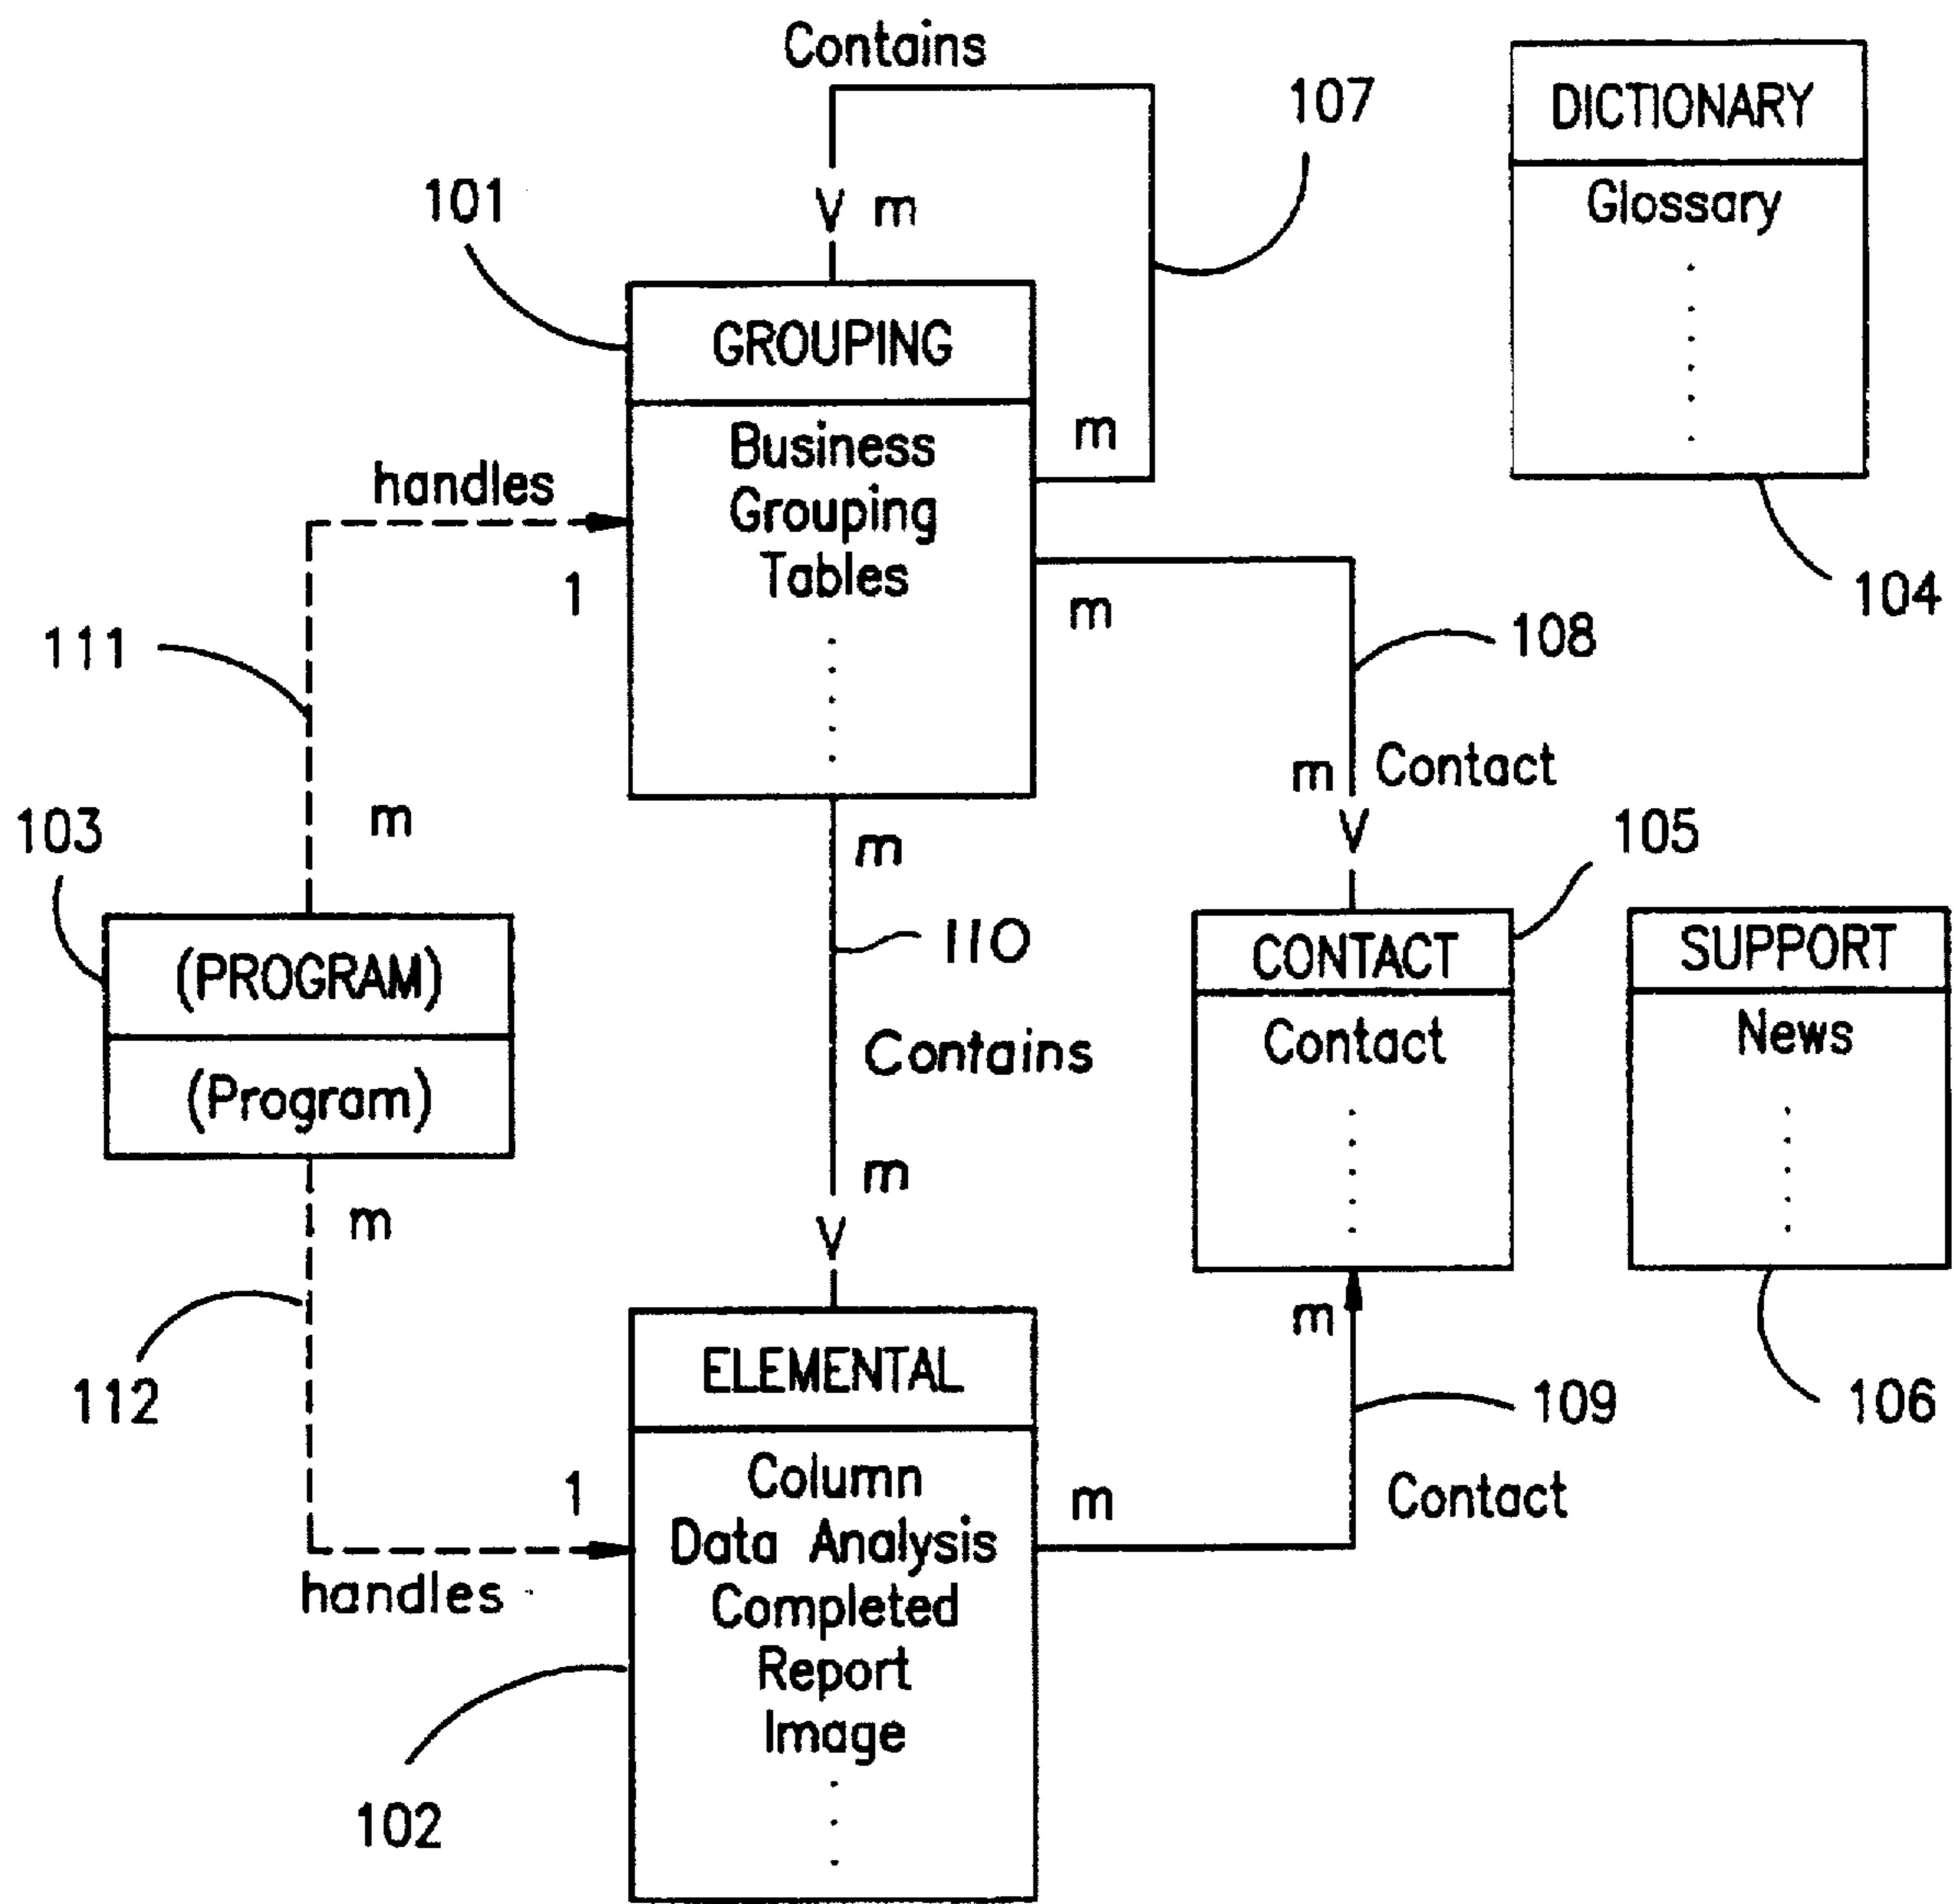 Contains
107
DICTIONARY
Glossary
104
V m
101
GROUPING
Business
Grouping
Tables
m
handles
1
111
m
m
108
m Contact
V
103
(PROGRAM)
(Program)
m
110
Contains
m
V
105
CONTACT
Contact
SUPPORT
News
106
m
112
1
handles
ELEMENTAL
Column
Data Analysis
Completed
Report
Image
102
m
m
109
Contact